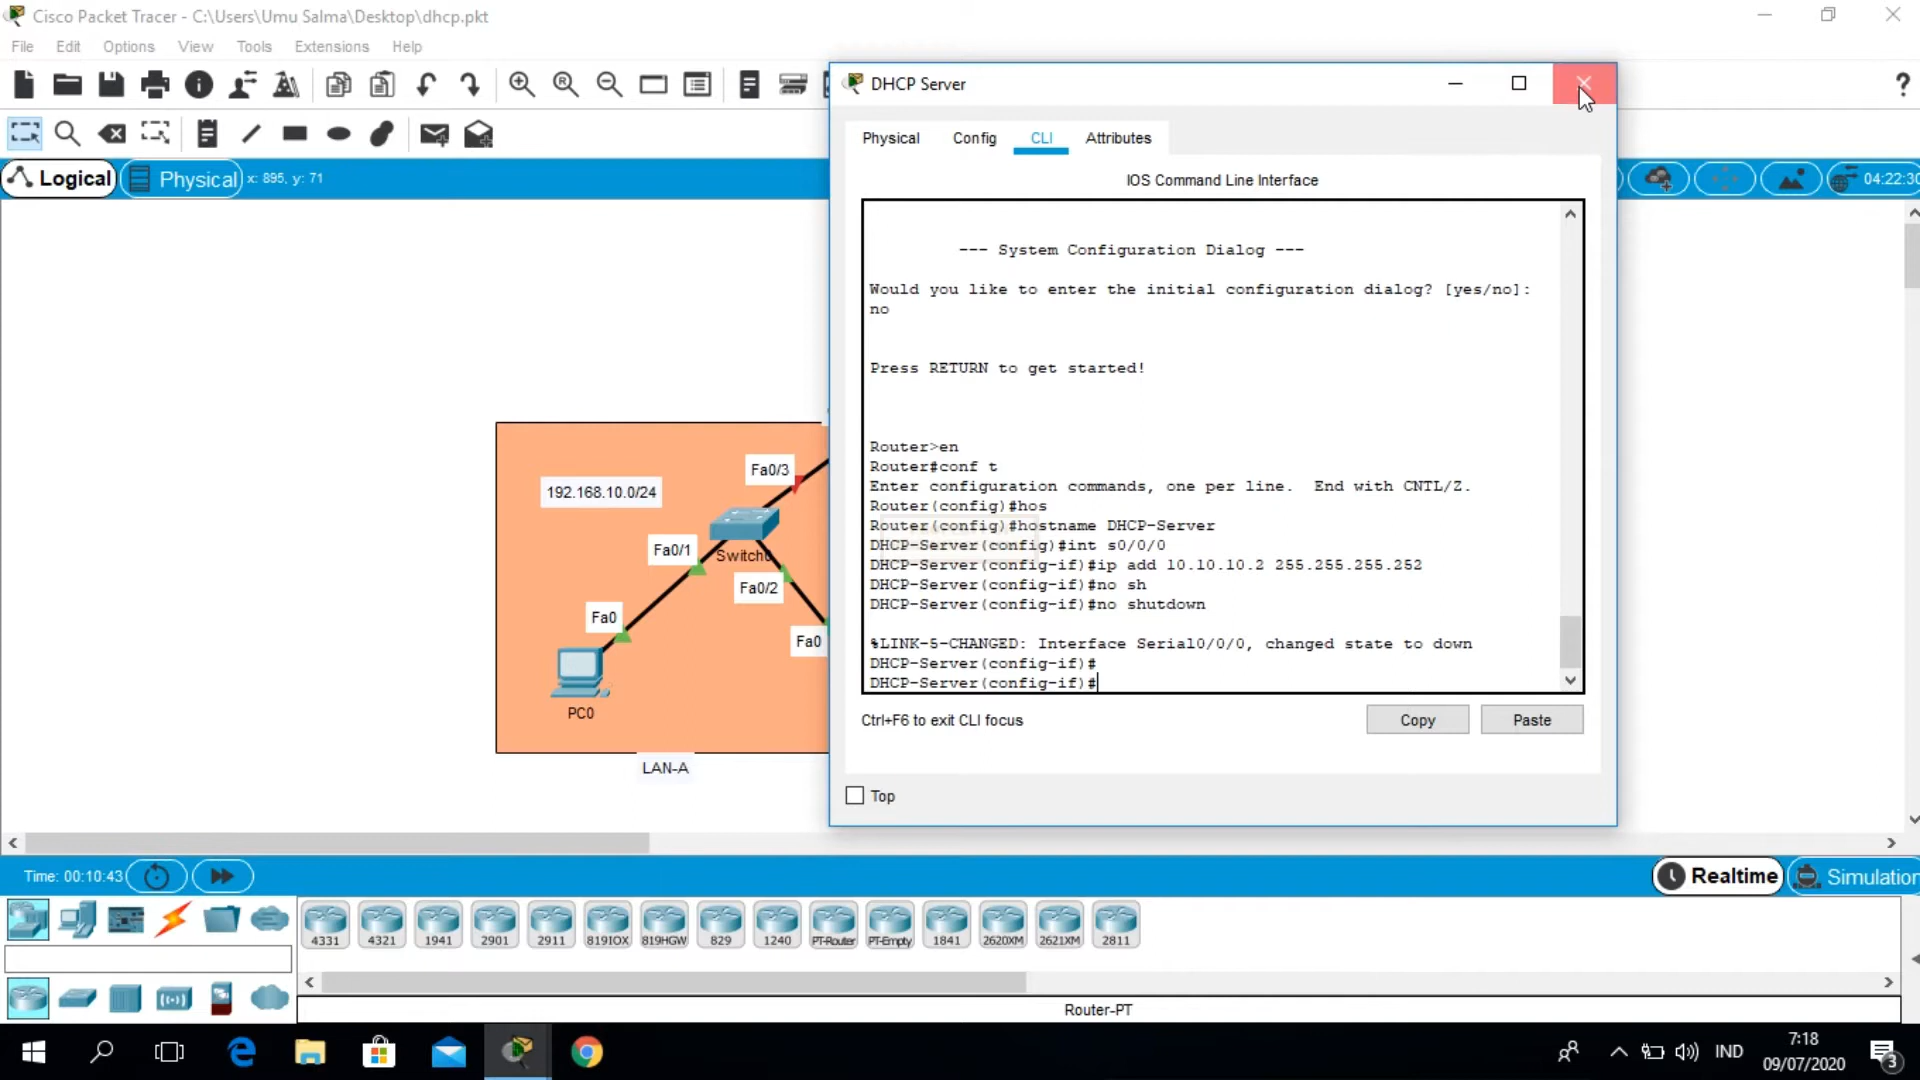 Cisco Packet Tracer - C:\Users\Umu Salma\Desktop\dhcp.pkt
File Edit Options View Tools Extensions Help
DHCP Server
Physical Config CLI Attributes
Logical
Physical x: 895, y: 71
04:22:30
IOS Command Line Interface
--- System Configuration Dialog ---
Would you like to enter the initial configuration dialog? [yes/no]:
no
Press RETURN to get started!
Router>en
Router#conf t
Enter configuration commands, one per line.  End with CNTL/Z.
Router(config)#hos
Router(config)#hostname DHCP-Server
DHCP-Server(config)#int s0/0/0
DHCP-Server(config-if)#ip add 10.10.10.2 255.255.255.252
DHCP-Server(config-if)#no sh
DHCP-Server(config-if)#no shutdown
%LINK-5-CHANGED: Interface Serial0/0/0, changed state to down
DHCP-Server(config-if)#
DHCP-Server(config-if)#
Ctrl+F6 to exit CLI focus
Copy
Paste
Top
Fa0/3
192.168.10.0/24
Fa0/1
Switch0
Fa0/2
Fa0
Fa0
PC0
LAN-A
Time: 00:10:43
Realtime
Simulation
4331 4321 1941 2901 2911 819IOX 819HGW 829 1240 PT-Router PT-Empty 1841 2620XM 2621XM 2811
Router-PT
IND
7:18
09/07/2020
3